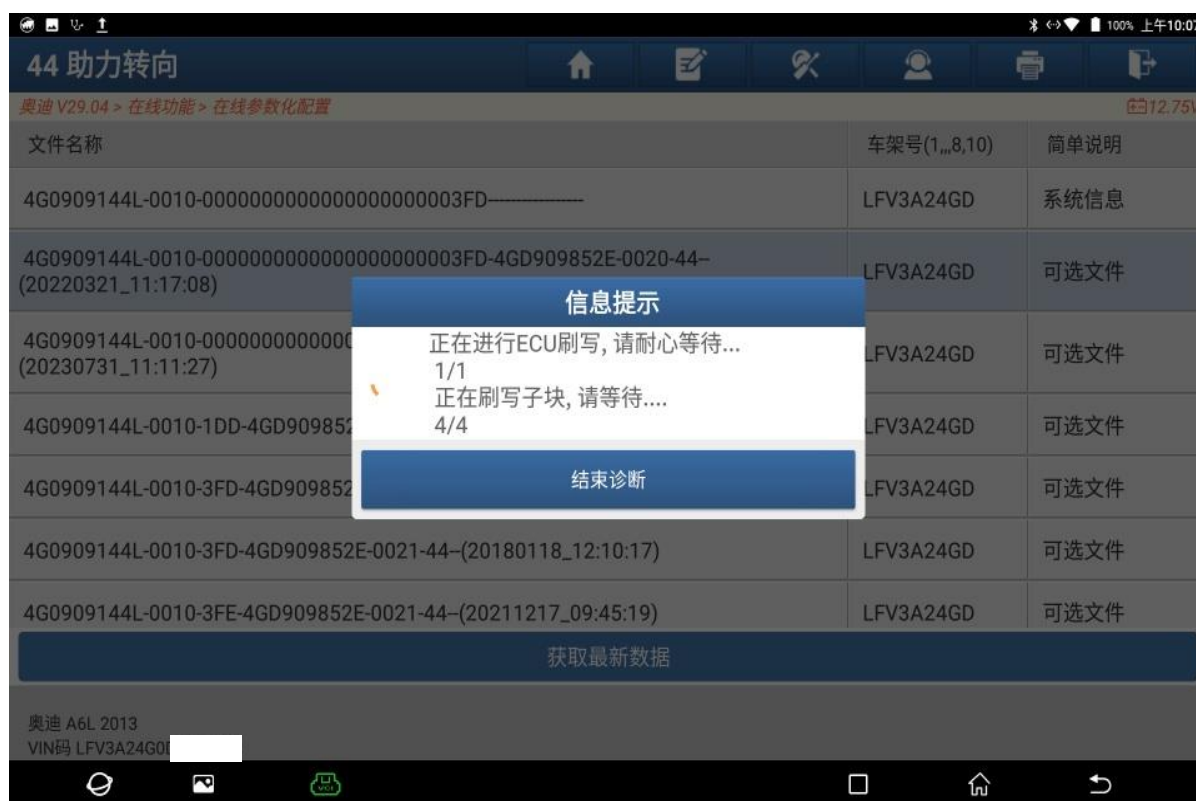 100% 上午10:07
44 助力转向
奥迪 V29.04 > 在线功能 > 在线参数化配置
12.75V
文件名称 车架号(1,,,8,10) 简单说明
4G0909144L-0010-0000000000000000000000003FD---------------- LFV3A24GD 系统信息
4G0909144L-0010-0000000000000000000000003FD-4GD909852E-0020-44--
(20220321_11:17:08) LFV3A24GD 可选文件
信息提示
4G0909144L-0010-0000000000000
(20230731_11:11:27) LFV3A24GD 可选文件
正在进行ECU刷写, 请耐心等待...
1/1
正在刷写子块, 请等待....
4/4
4G0909144L-0010-1DD-4GD909852 LFV3A24GD 可选文件
结束诊断
4G0909144L-0010-3FD-4GD909852 LFV3A24GD 可选文件
4G0909144L-0010-3FD-4GD909852E-0021-44--(20180118_12:10:17) LFV3A24GD 可选文件
4G0909144L-0010-3FE-4GD909852E-0021-44--(20211217_09:45:19) LFV3A24GD 可选文件
获取最新数据
奥迪 A6L 2013
VIN码 LFV3A24G0
VCI